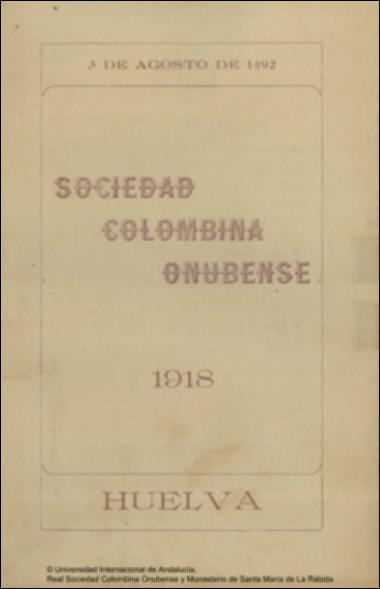 3 DE AGOSTO DE 1492
SOCIEDAD
COLOMBINA
ONUBENSE
1918
HUELVA
© Universidad Internacional de Andalucía.
Real Sociedad Colombina Onubense y Monasterio de Santa María de La Rábida